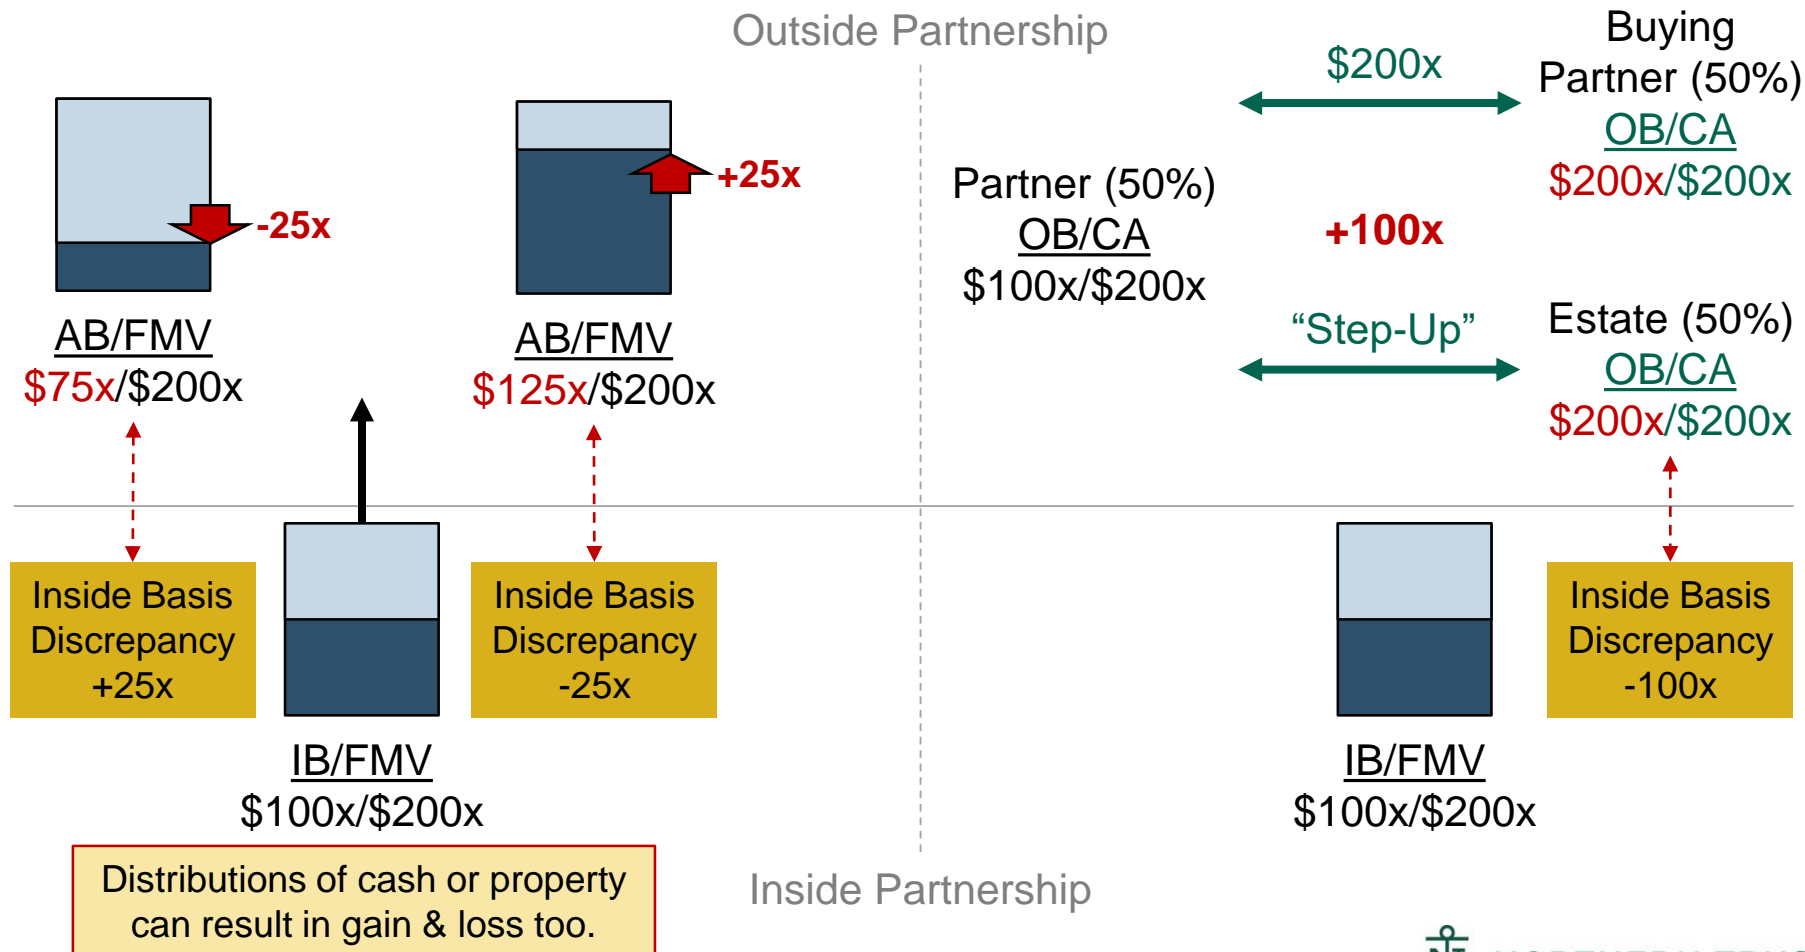 Outside Partnership
-25x
AB/FMV
$75x/$200x
+25x
AB/FMV
$125x/$200x
Partner (50%)
OB/CA
$100x/$200x
$200x
+100x
“Step-Up”
Buying
Partner (50%)
OB/CA
$200x/$200x
Estate (50%)
OB/CA
$200x/$200x
Inside Basis
Discrepancy
+25x
IB/FMV
$100x/$200x
Inside Basis
Discrepancy
-25x
IB/FMV
$100x/$200x
Inside Basis
Discrepancy
-100x
Distributions of cash or property
can result in gain & loss too.
Inside Partnership